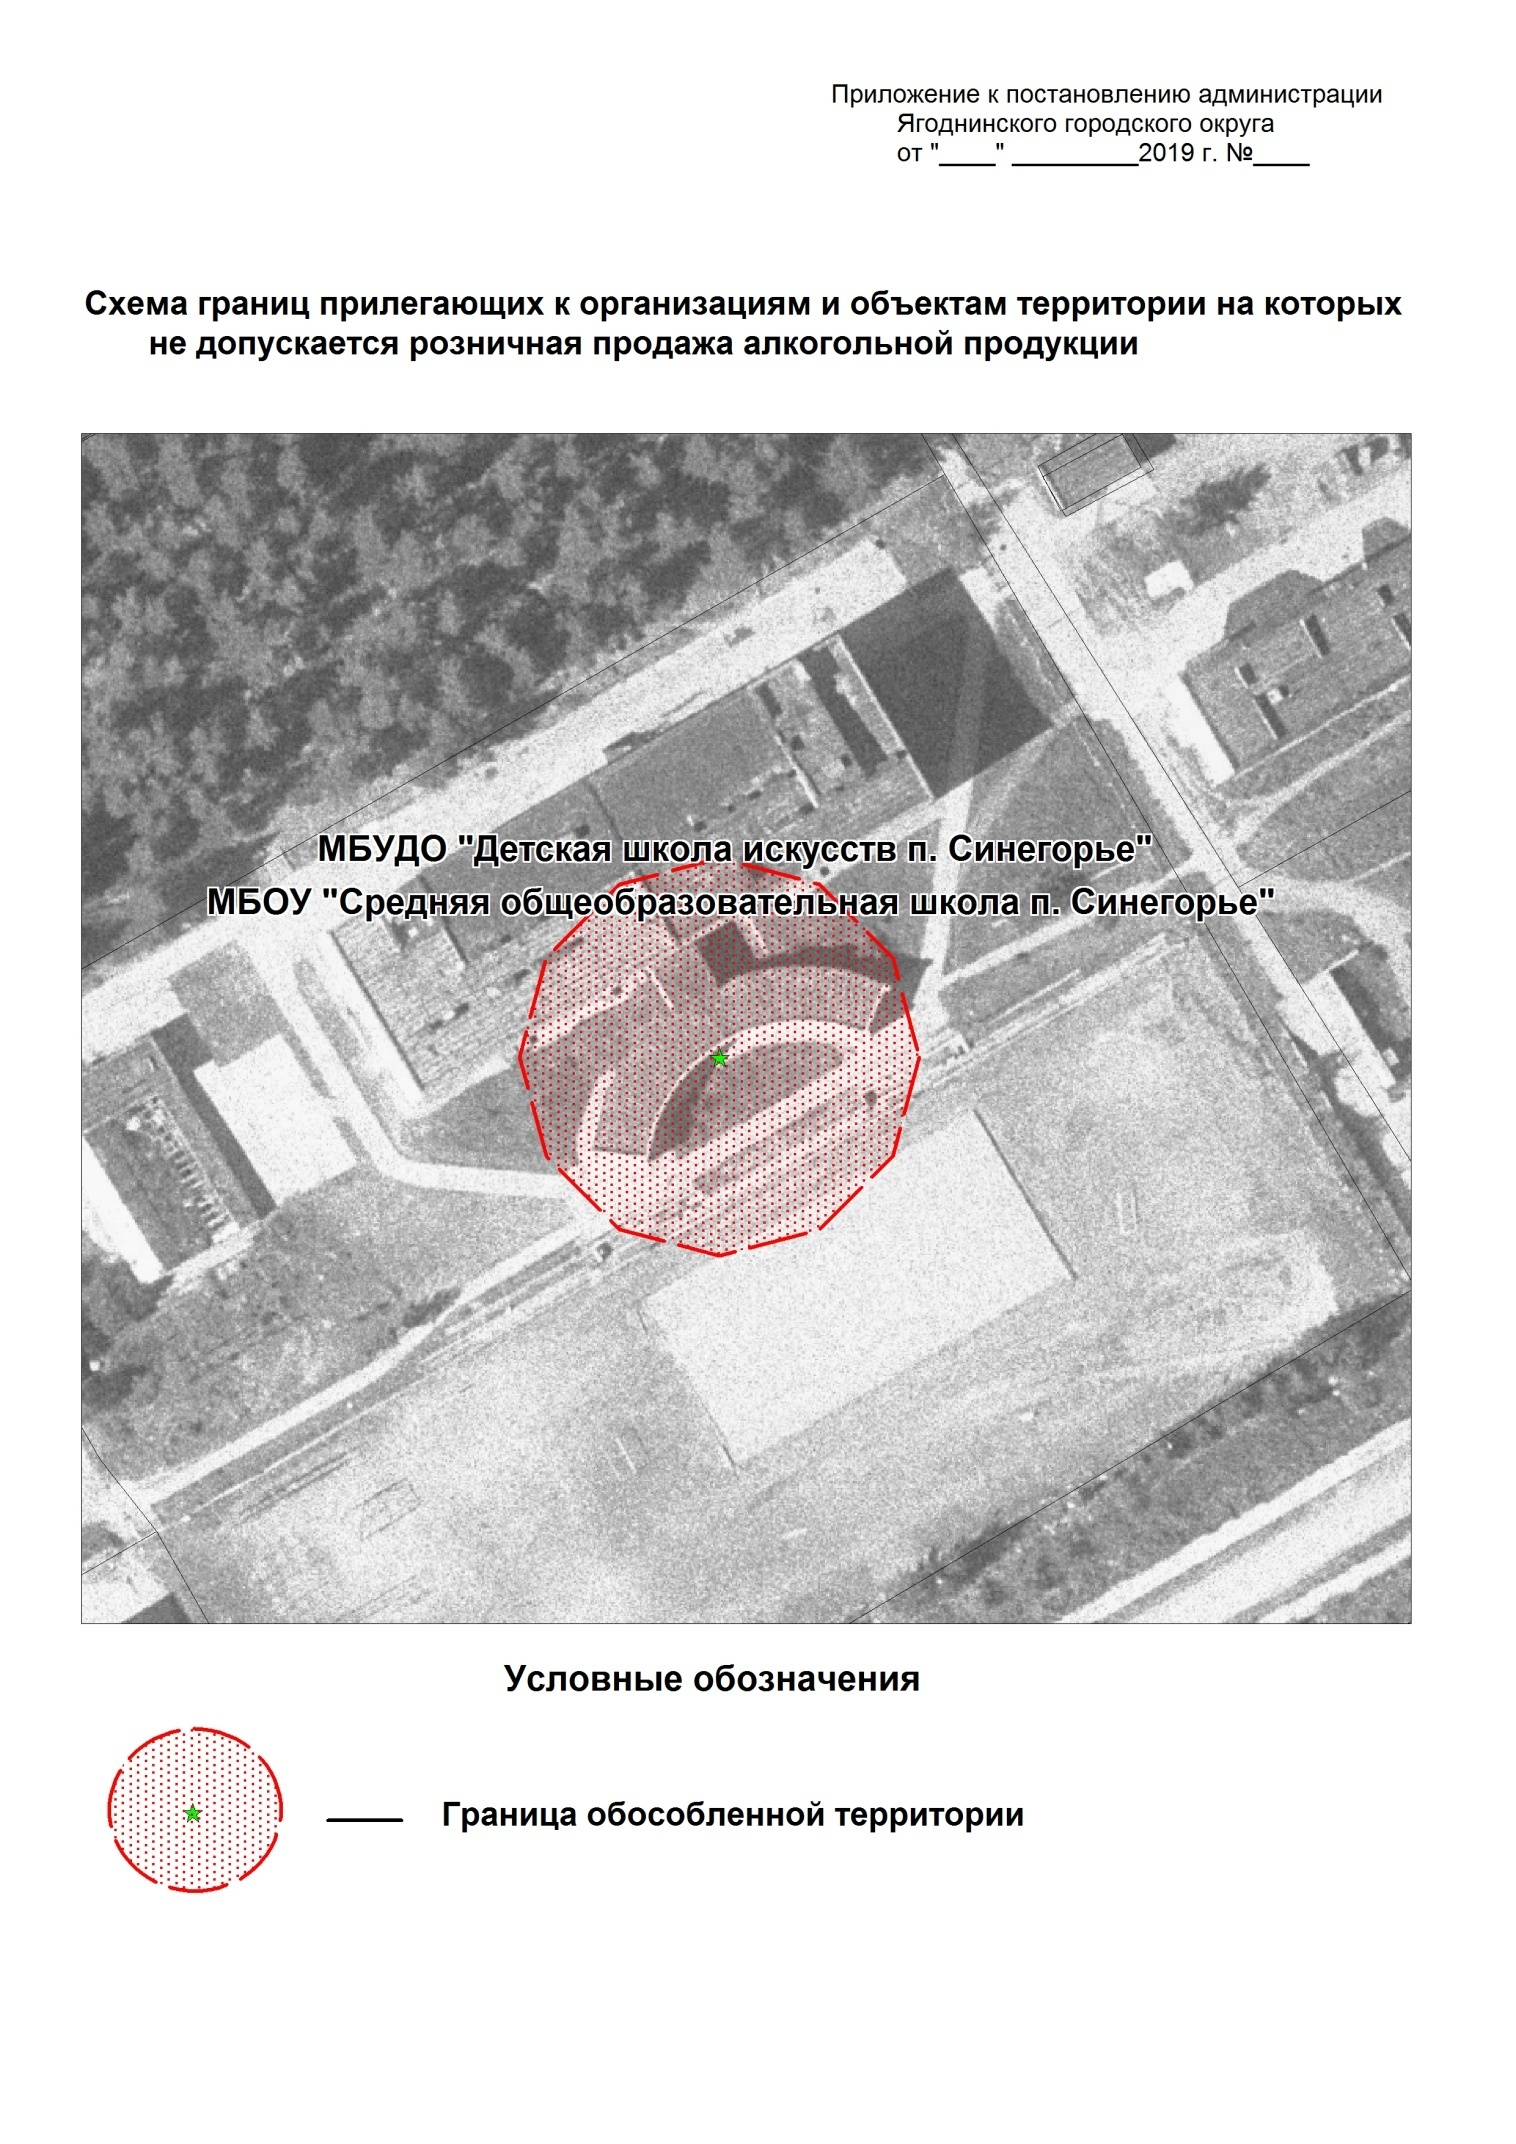 Приложение к постановлению администрации
Ягоднинского городского округа
от "____" _________2019 г. №____
Схема границ прилегающих к организациям и объектам территории на которых
не допускается розничная продажа алкогольной продукции
МБУДО "Детская школа искусств п. Синегорье"
МБОУ "Средняя общеобразовательная школа п. Синегорье"
Условные обозначения
Граница обособленной территории